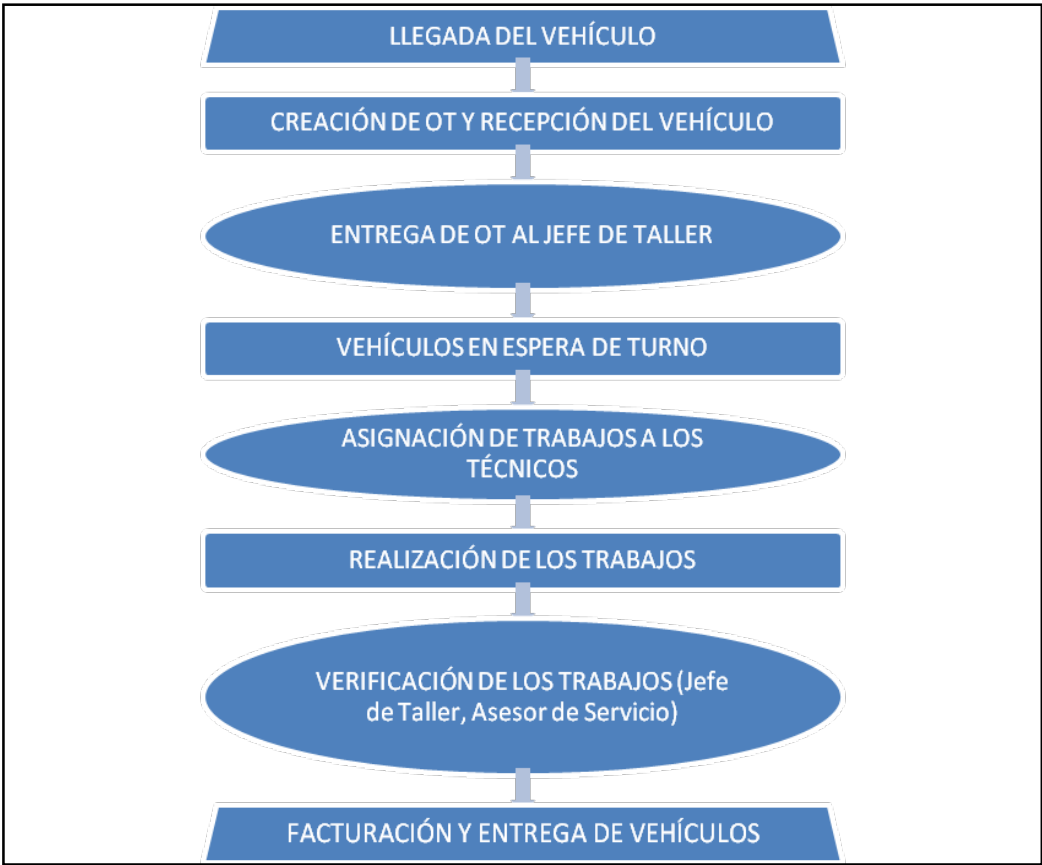 LLEGADA DEL VEHÍCULO
CREACIÓN DE OT Y RECEPCIÓN DEL VEHÍCULO
ENTREGA DE OT AL JEFE DE TALLER
VEHÍCULOS EN ESPERA DE TURNO
ASIGNACIÓN DE TRABAJOS A LOS
TÉCNICOS
REALIZACIÓN DE LOS TRABAJOS
VERIFICACIÓN DE LOS TRABAJOS (Jefe
de Taller, Asesor de Servicio)
FACTURACIÓN Y ENTREGA DE VEHÍCULOS